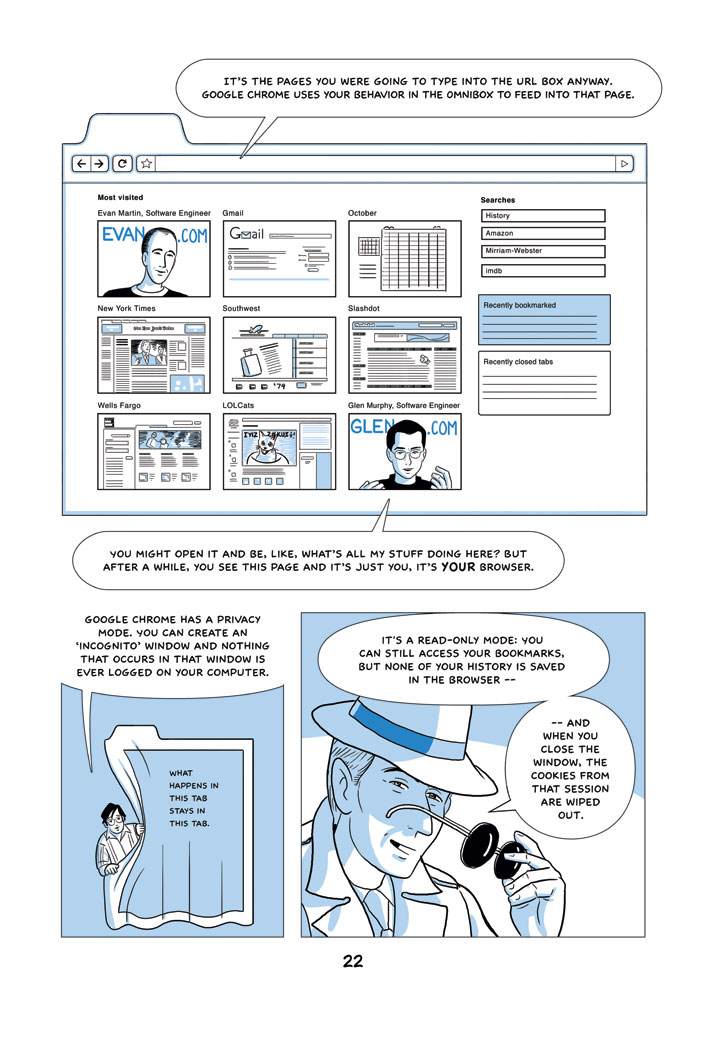 IT'S THE PAGES YOU WERE GOING TO TYPE INTO THE URL BOX ANYWAY.
GOOGLE CHROME USES YOUR BEHAVIOR IN THE OMNIBOX TO FEED INTO THAT PAGE.
Most visited
Evan Martin, Software Engineer
EVAN .COM
Gmail
Gmail
October
New York Times
New York Times
Southwest
'79
Slashdot
Wells Fargo
LOLCats
Glen Murphy, Software Engineer
GLEN .COM
Searches
History
Amazon
Mirriam-Webster
imdb
Recently bookmarked
Recently closed tabs
YOU MIGHT OPEN IT AND BE, LIKE, WHAT'S ALL MY STUFF DOING HERE? BUT
AFTER A WHILE, YOU SEE THIS PAGE AND IT'S JUST YOU, IT'S YOUR BROWSER.
GOOGLE CHROME HAS A PRIVACY
MODE. YOU CAN CREATE AN
'INCOGNITO' WINDOW AND NOTHING
THAT OCCURS IN THAT WINDOW IS
EVER LOGGED ON YOUR COMPUTER.
WHAT
HAPPENS IN
THIS TAB
STAYS IN
THIS TAB.
IT'S A READ-ONLY MODE: YOU
CAN STILL ACCESS YOUR BOOKMARKS,
BUT NONE OF YOUR HISTORY IS SAVED
IN THE BROWSER --
-- AND
WHEN YOU
CLOSE THE
WINDOW, THE
COOKIES FROM
THAT SESSION
ARE WIPED
OUT.
22